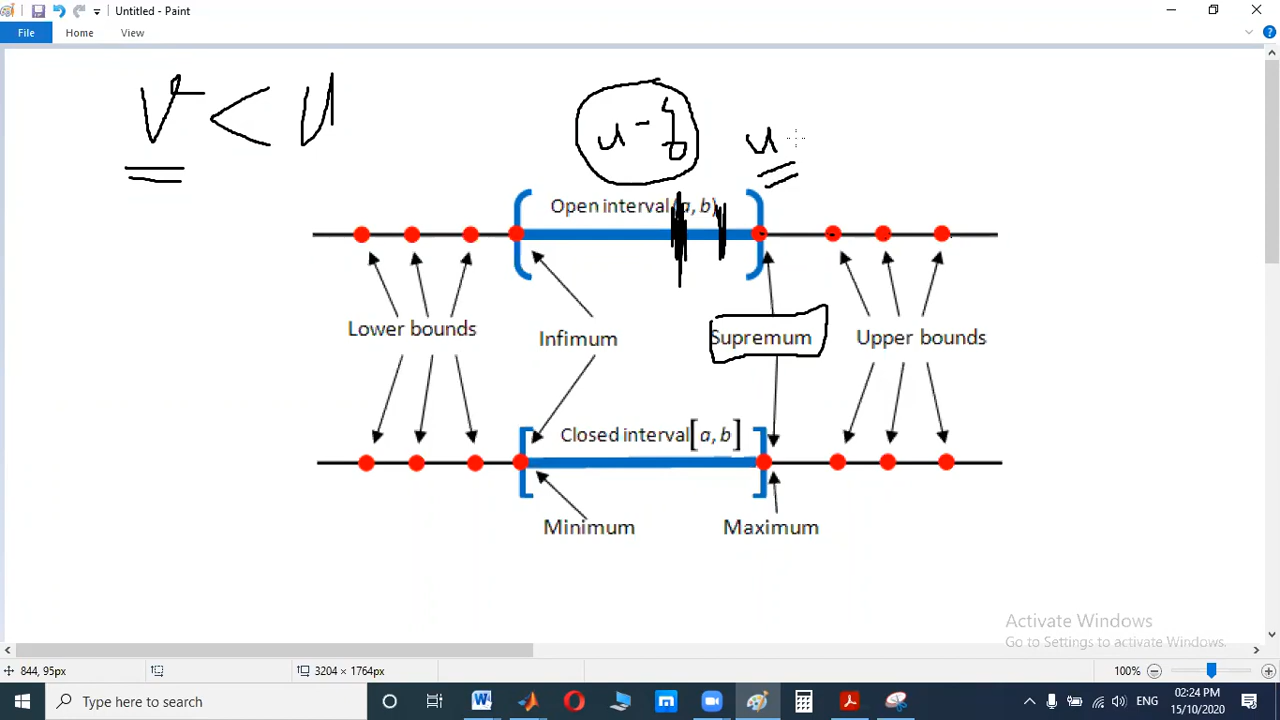 Untitled - Paint
File Home View
V < U
u - ξ
u
Open interval (a, b)
Lower bounds
Infimum
Supremum
Upper bounds
Closed interval [a, b]
Minimum
Maximum
Activate Windows
Go to Settings to activate Windows.
844, 95px
3204 × 1764px
100%
Type here to search
ENG
02:24 PM
15/10/2020